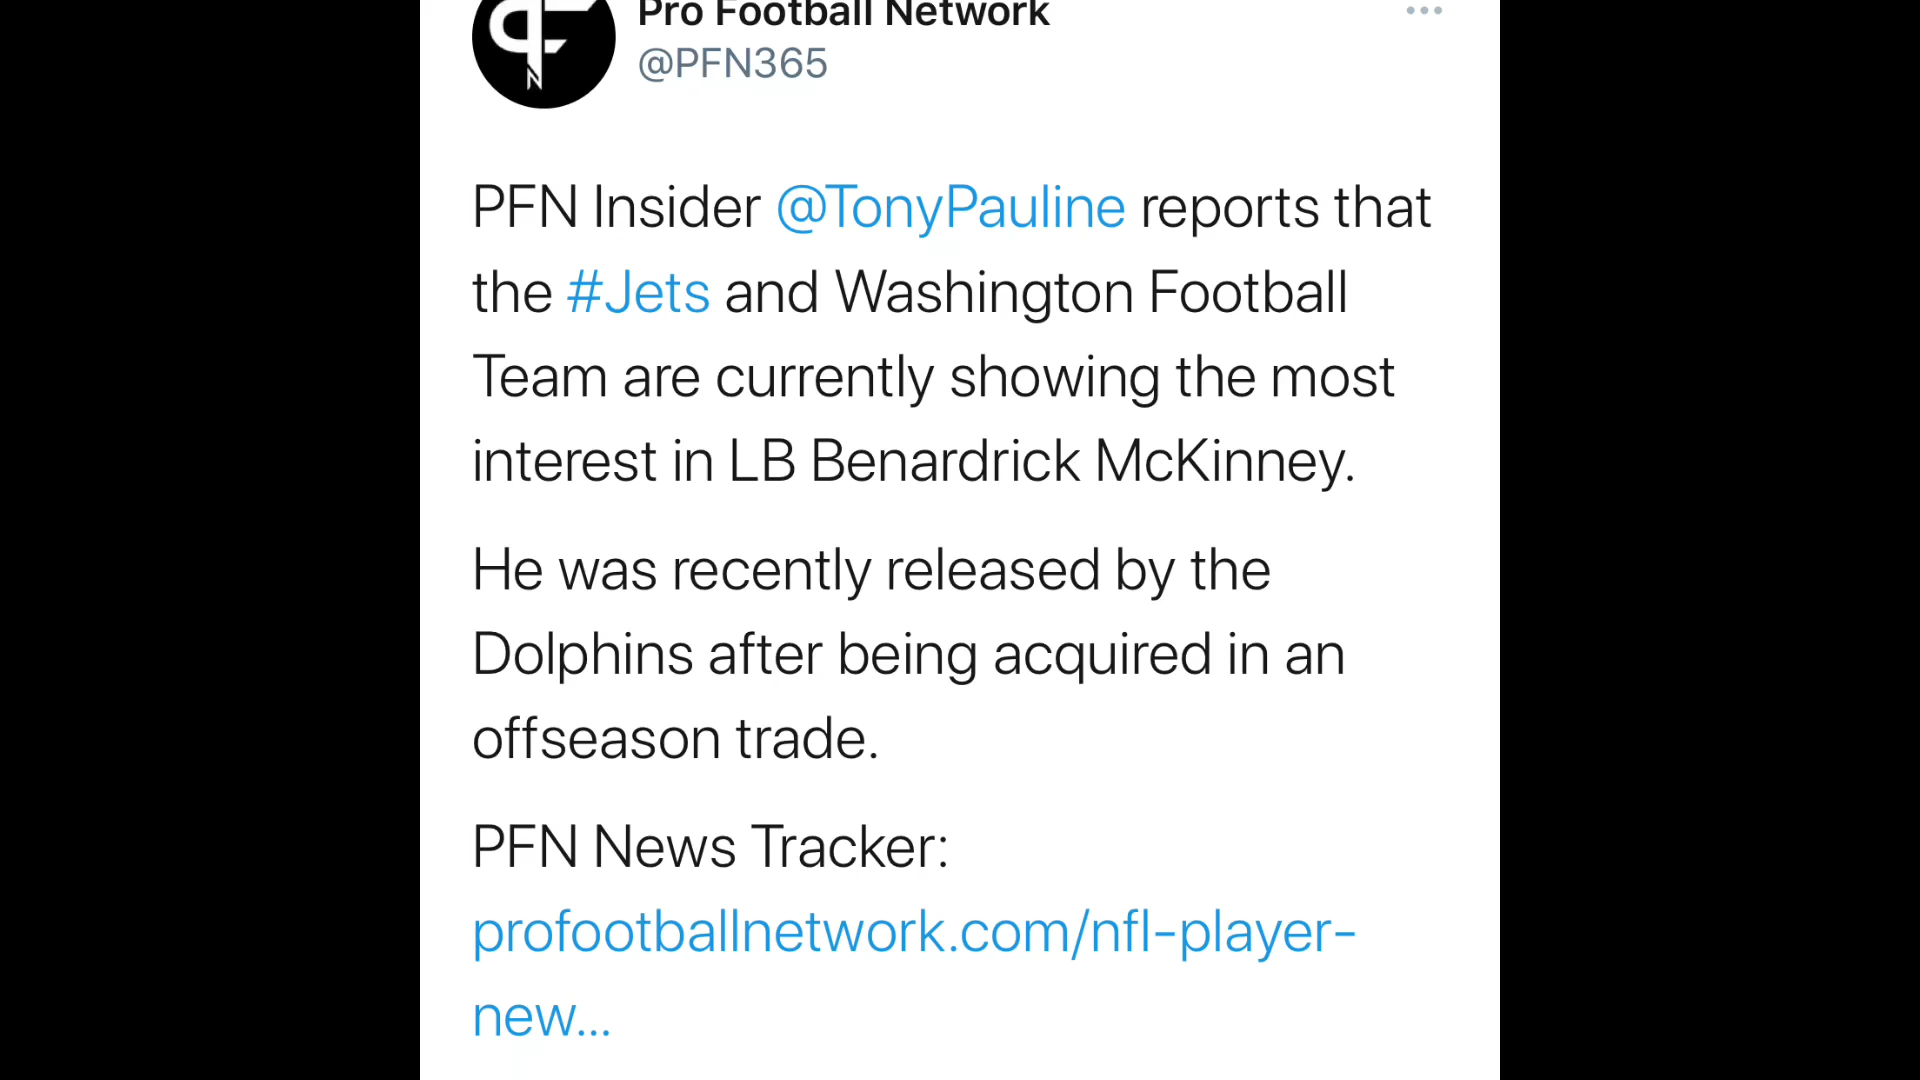 Pro Football Network
@PFN365
PFN Insider @TonyPauline reports that
the #Jets and Washington Football
Team are currently showing the most
interest in LB Benardrick McKinney.
He was recently released by the
Dolphins after being acquired in an
offseason trade.
PFN News Tracker:
profootballnetwork.com/nfl-player-
new...